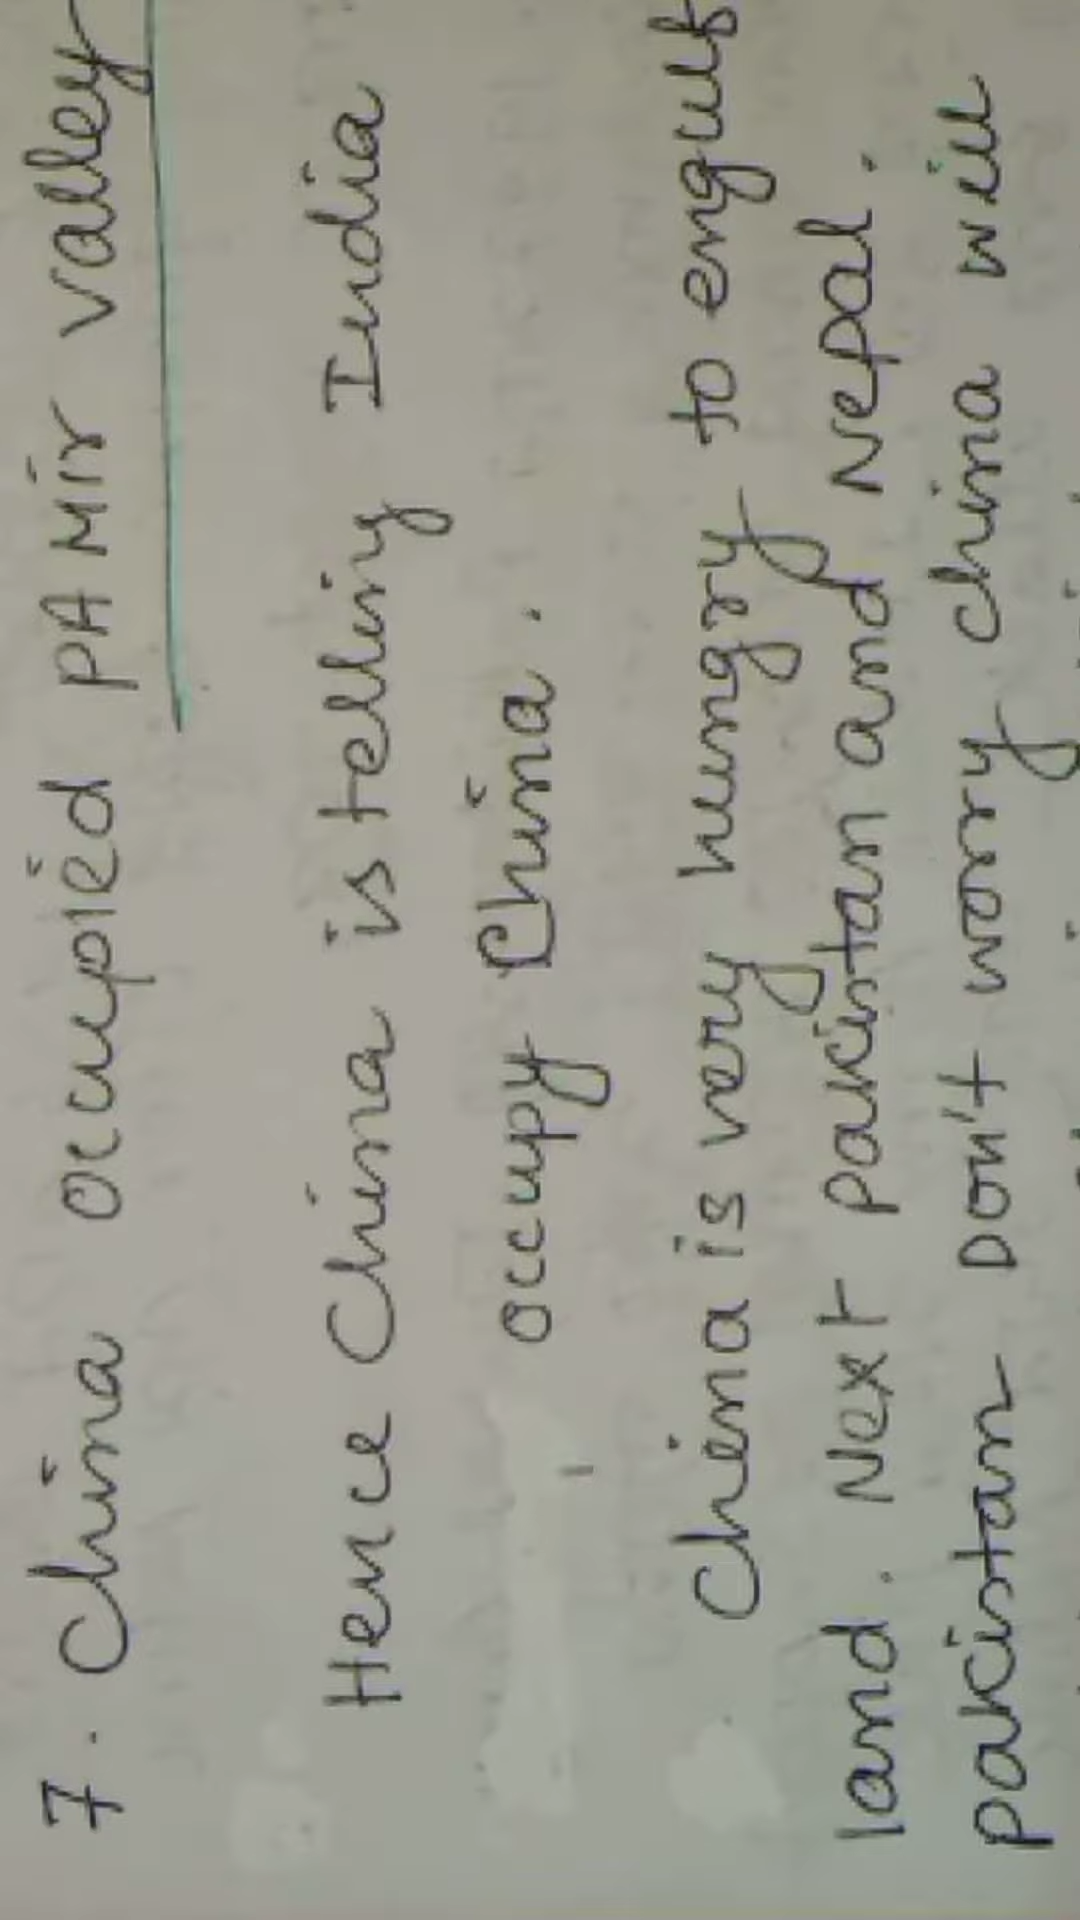 7. China occupied PAMir valley
Hence China is telling India
occupy China.
China is very hungry to engulf
land. Next pakistan and Nepal.
pakistan Don't worry China will